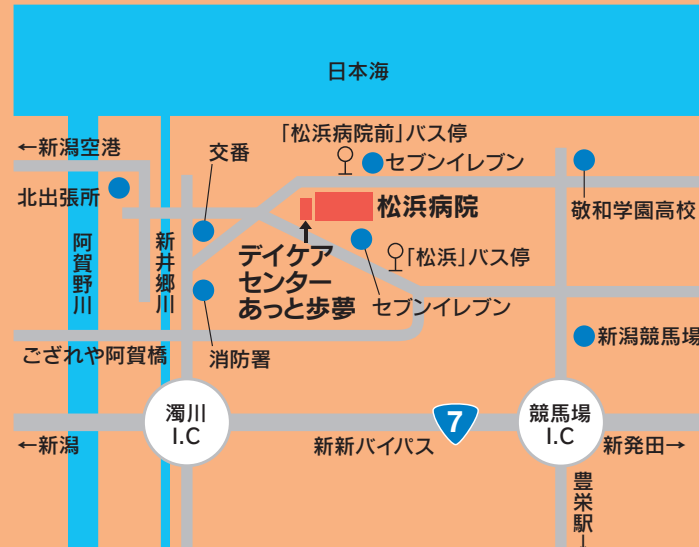 日本海
「松浜病院前」バス停
←新潟空港
交番
セブンイレブン
北出張所
松浜病院
敬和学園高校
阿賀野川
新井郷川
デイケア
センター
あっと歩夢
「松浜」バス停
セブンイレブン
ござれや阿賀橋
消防署
新潟競馬場
濁川
I.C
7
競馬場
I.C
←新潟
新新バイパス
新発田→
豊栄駅↓